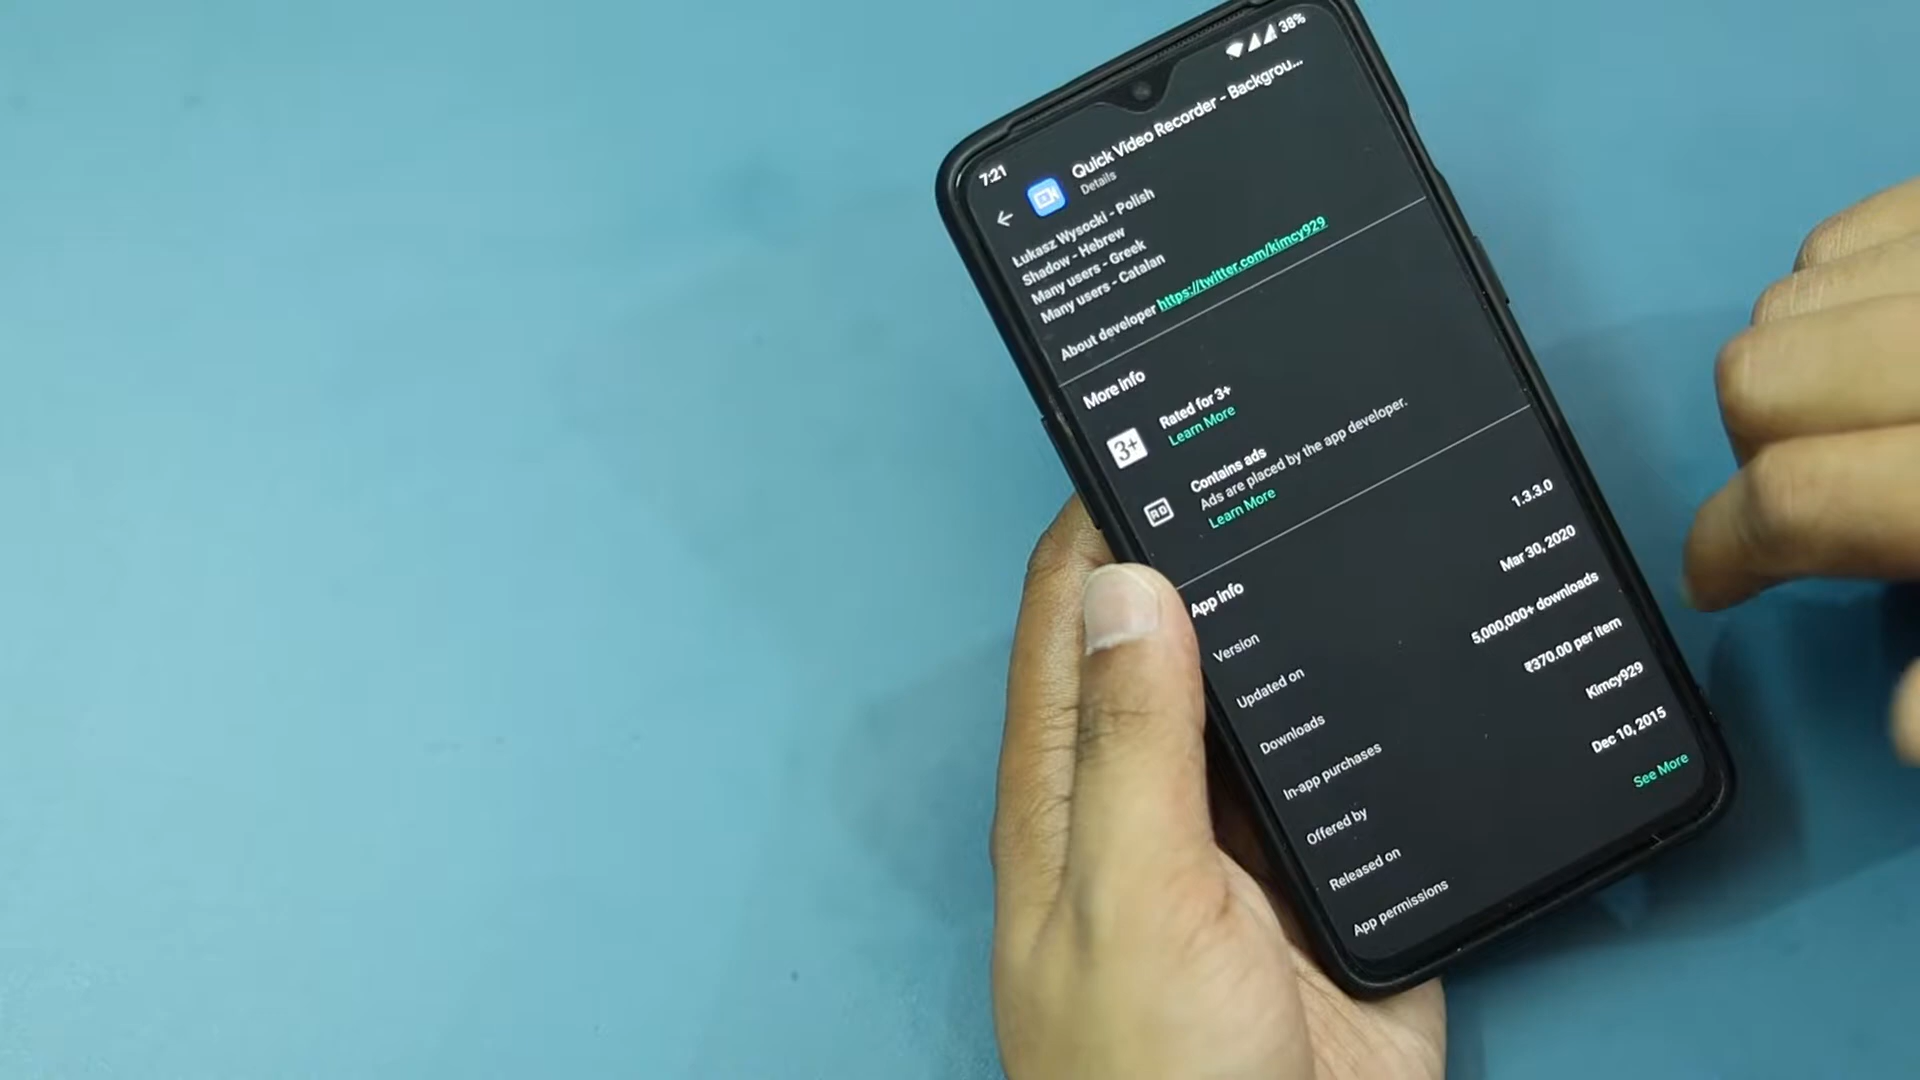 7:21
38%
Quick Video Recorder - Backgrou...
Details
Lukasz Wysocki - Polish
Shadow - Hebrew
Many users - Greek
Many users - Catalan
About developer https://twitter.com/kimcy929
More info
3+
Rated for 3+
Learn More
AD
Contains ads
Ads are placed by the app developer.
Learn More
App info
Version 1.3.3.0
Updated on Mar 30, 2020
Downloads 5,000,000+ downloads
In-app purchases ₹370.00 per item
Offered by Kimcy929
Released on Dec 10, 2015
App permissions See More